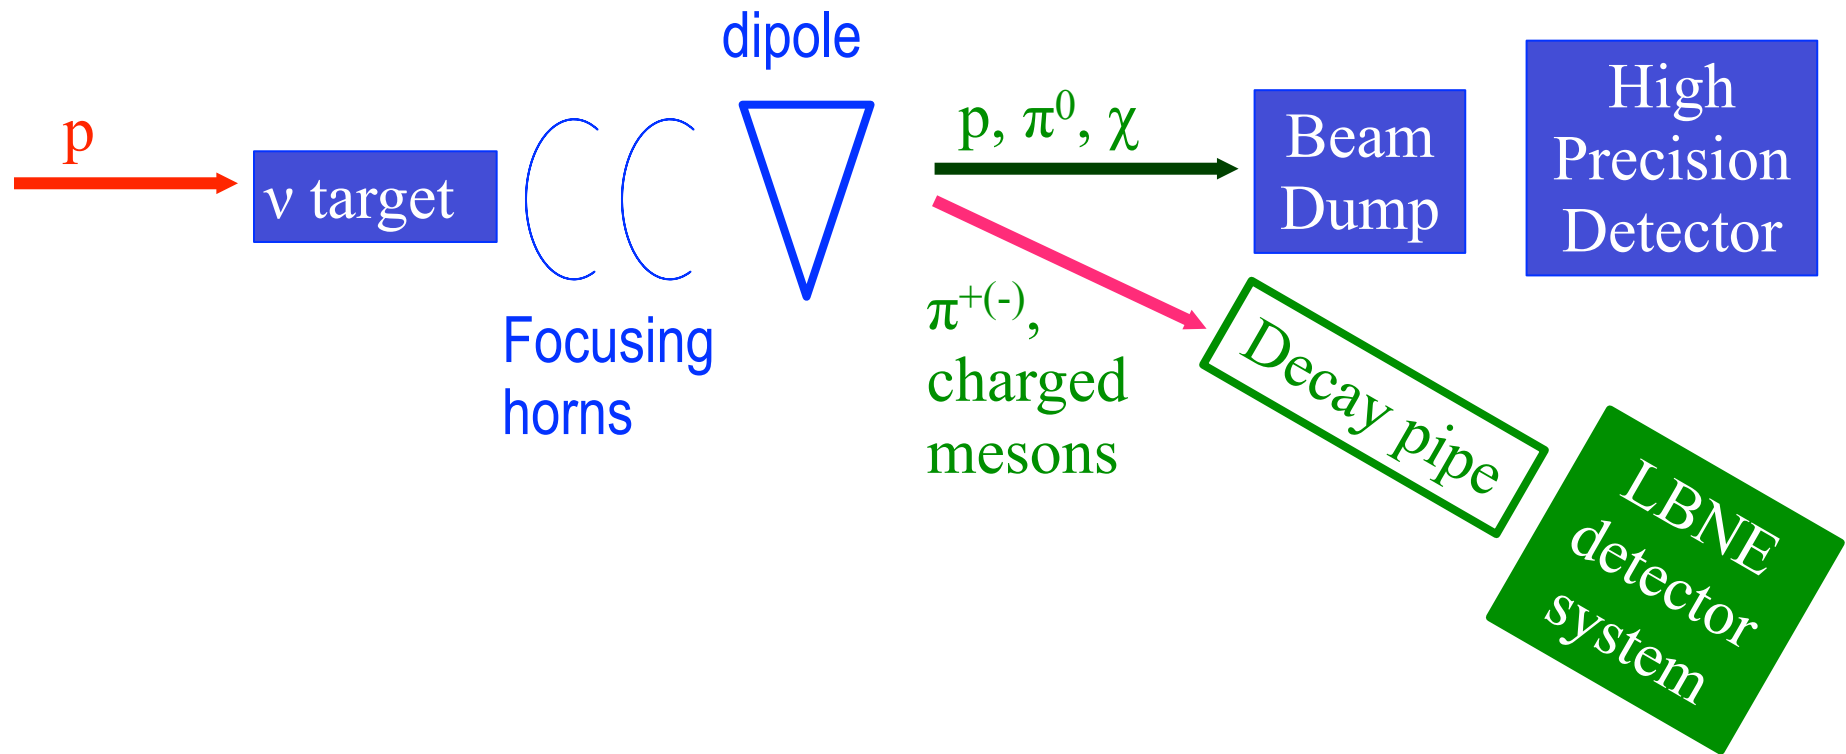 p
ν target
Focusing
horns
dipole
p, π⁰, χ
π⁺⁽⁻⁾,
charged
mesons
Beam
Dump
High
Precision
Detector
Decay pipe
LBNE
detector
system